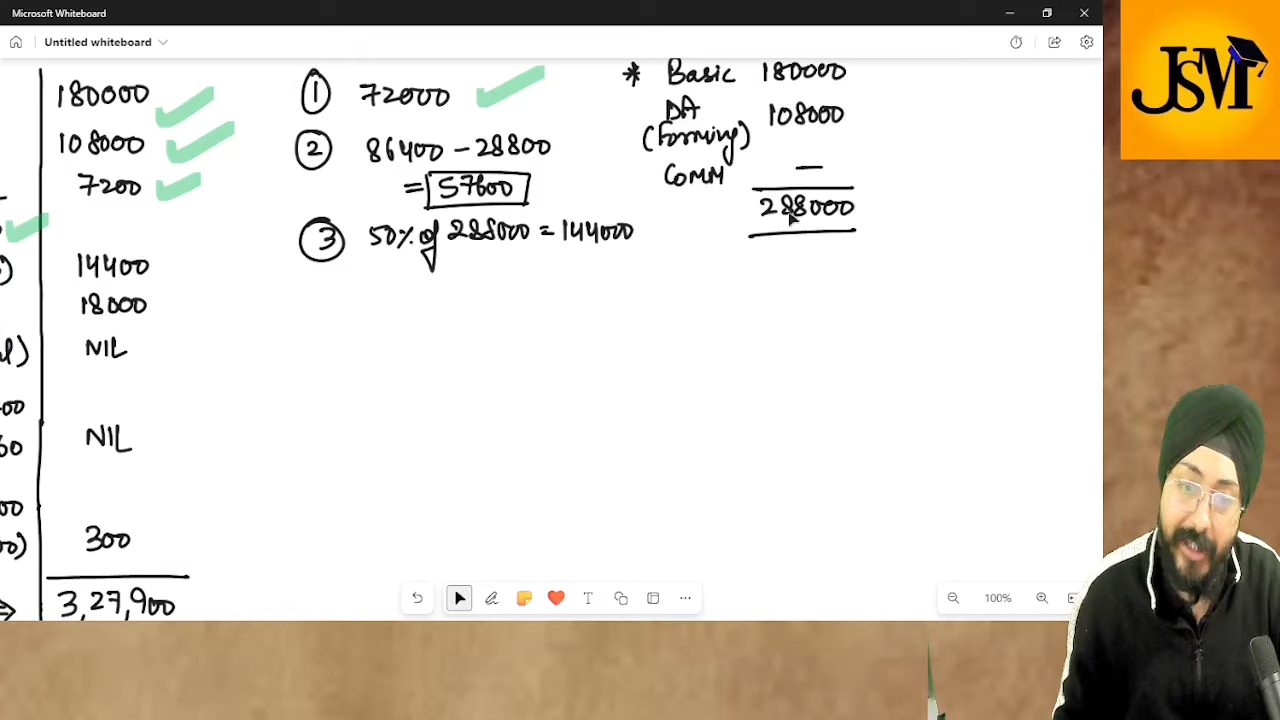 Microsoft Whiteboard
Untitled whiteboard
180000
108000
7200
14400
18000
NIL
NIL
300
3,27,900
① 72000
② 86400 - 28800
= 57600
③ 50% of 288000 = 144000
* Basic 180000
DA 108000
(Forming)
COMM —
288000
100%
JSM